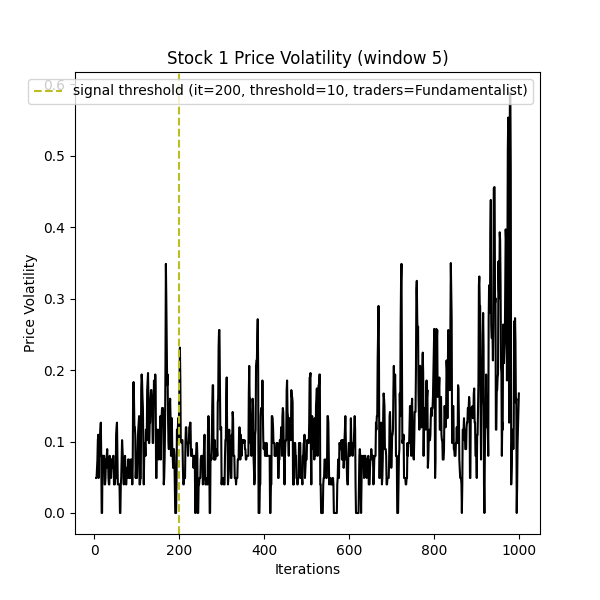 Stock 1 Price Volatility (window 5)
0.6
signal threshold (it=200, threshold=10, traders=Fundamentalist)
0.5
0.4
0.3
0.2
0.1
0.0
Price Volatility
0 200 400 600 800 1000
Iterations